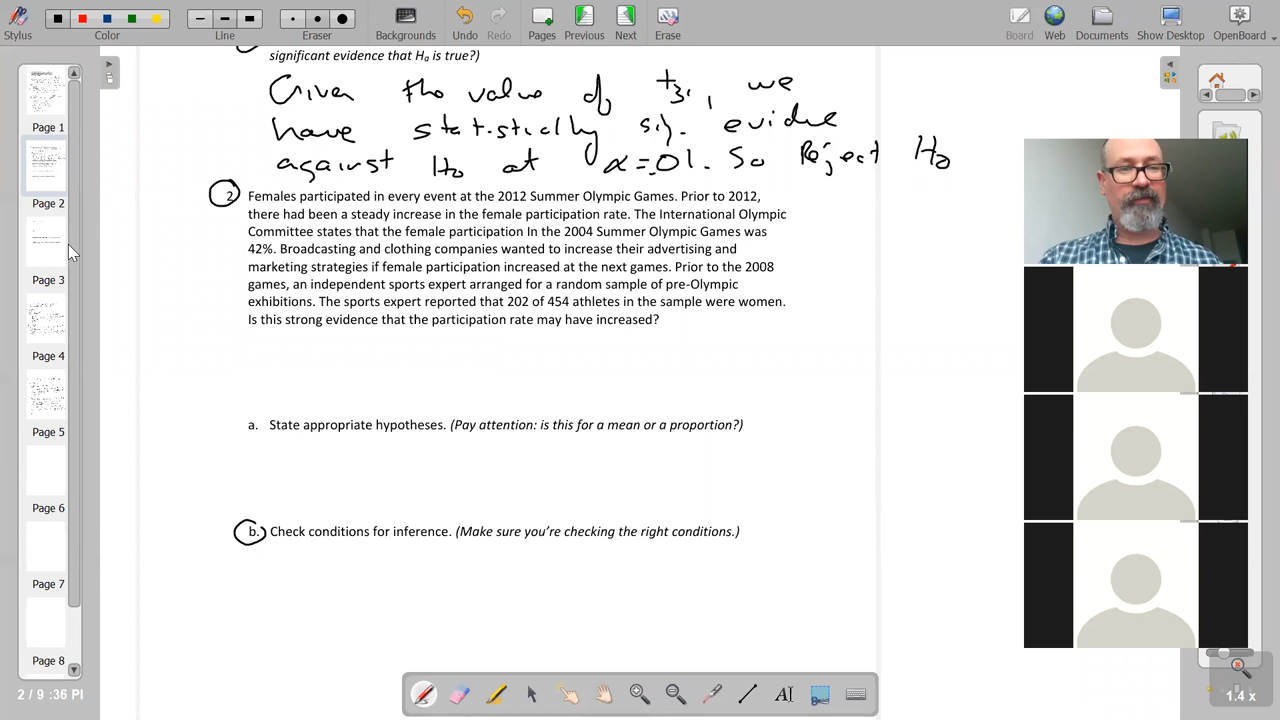 Stylus
Color
Line
Eraser
Backgrounds
Undo
Redo
Pages
Previous
Next
Erase
Board
Web
Documents
Show Desktop
OpenBoard
significant evidence that Hₐ is true?)
Given the value of t₃₁, we
have statistically sig. evidence
against H₀ at α = .01. So Reject H₀
2. Females participated in every event at the 2012 Summer Olympic Games. Prior to 2012,
there had been a steady increase in the female participation rate. The International Olympic
Committee states that the female participation In the 2004 Summer Olympic Games was
42%. Broadcasting and clothing companies wanted to increase their advertising and
marketing strategies if female participation increased at the next games. Prior to the 2008
games, an independent sports expert arranged for a random sample of pre-Olympic
exhibitions. The sports expert reported that 202 of 454 athletes in the sample were women.
Is this strong evidence that the participation rate may have increased?
a. State appropriate hypotheses. (Pay attention: is this for a mean or a proportion?)
b. Check conditions for inference. (Make sure you're checking the right conditions.)
Page 1
Page 2
Page 3
Page 4
Page 5
Page 6
Page 7
Page 8
2 / 9 :36 PI
AI
1.4 x